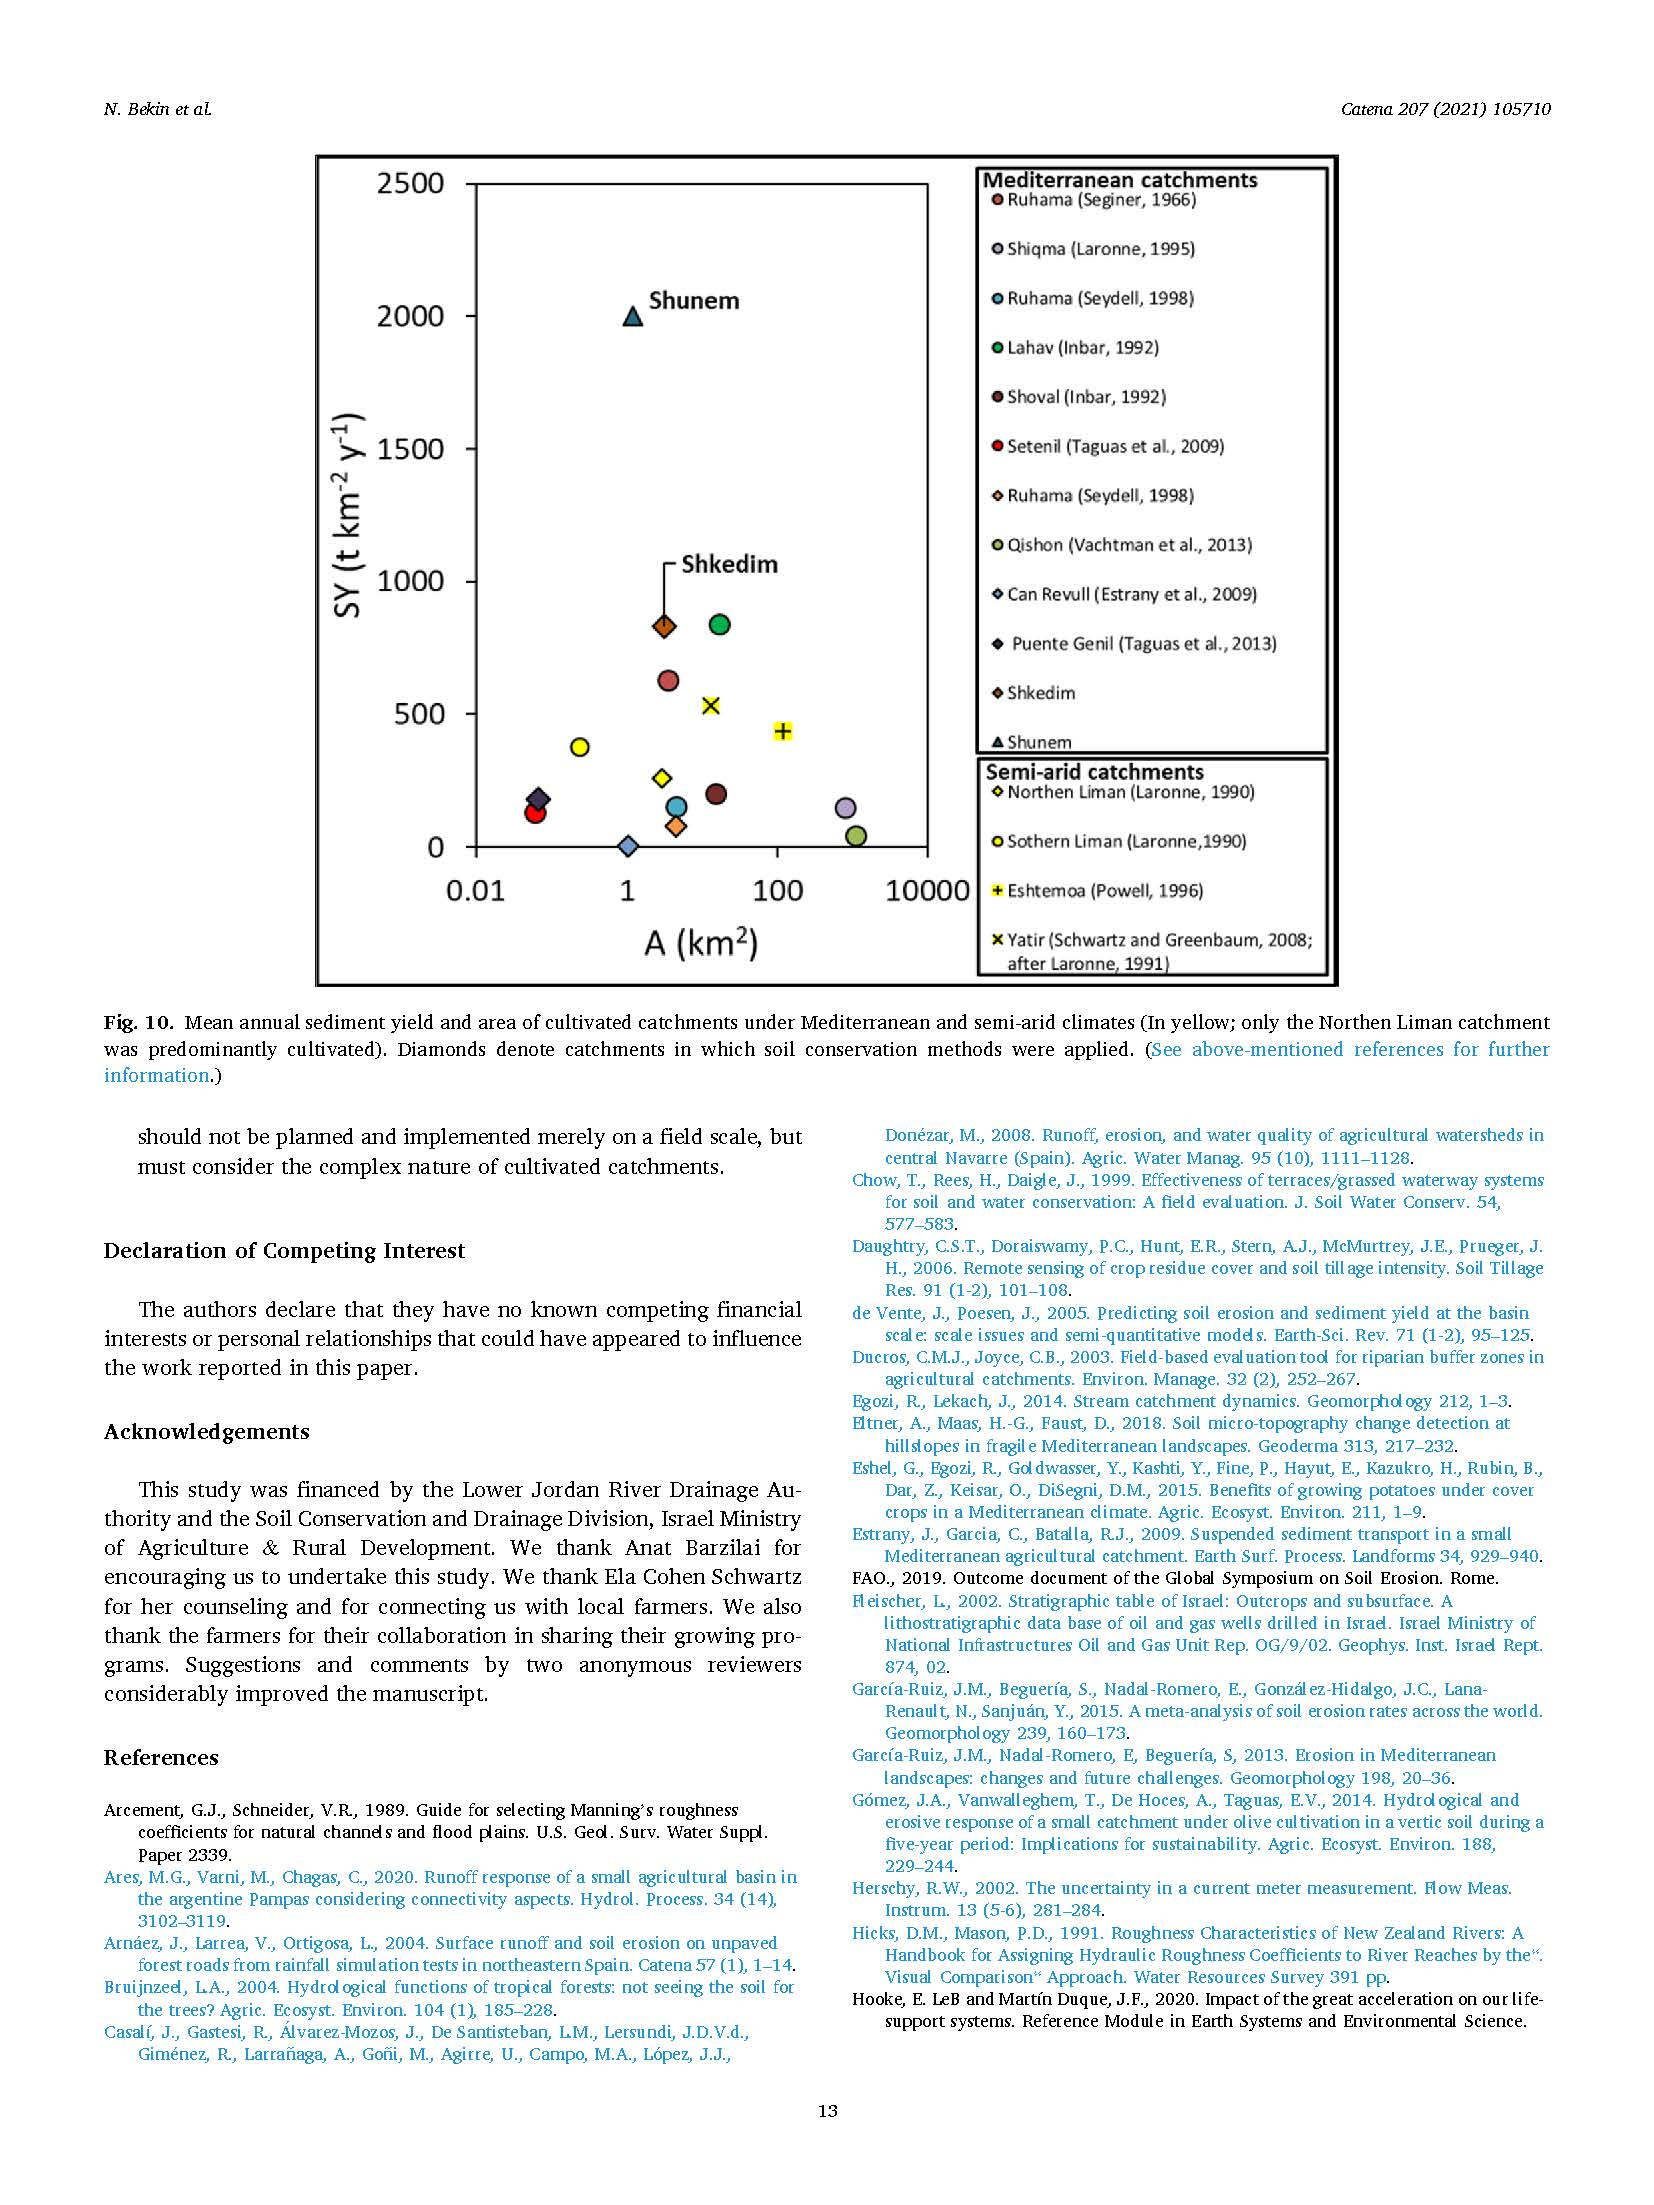 N. Bekin et al.
Catena 207 (2021) 105710
2500
2000
1500
1000
500
0
SY (t km-2 y-1)
0.01
1
100
10000
A (km2)
Shunem
Shkedim
Mediterranean catchments
Ruhama (Seginer, 1966)
Shiqma (Laronne, 1995)
Ruhama (Seydell, 1998)
Lahav (Inbar, 1992)
Shoval (Inbar, 1992)
Setenil (Taguas et al., 2009)
Ruhama (Seydell, 1998)
Qishon (Vachtman et al., 2013)
Can Revull (Estrany et al., 2009)
Puente Genil (Taguas et al., 2013)
Shkedim
Shunem
Semi-arid catchments
Northen Liman (Laronne, 1990)
Sothern Liman (Laronne,1990)
Eshtemoa (Powell, 1996)
Yatir (Schwartz and Greenbaum, 2008;
after Laronne, 1991)
Fig. 10. Mean annual sediment yield and area of cultivated catchments under Mediterranean and semi-arid climates (In yellow; only the Northen Liman catchment
was predominantly cultivated). Diamonds denote catchments in which soil conservation methods were applied. (See above-mentioned references for further
information.)
should not be planned and implemented merely on a field scale, but
must consider the complex nature of cultivated catchments.
Declaration of Competing Interest
The authors declare that they have no known competing financial
interests or personal relationships that could have appeared to influence
the work reported in this paper.
Acknowledgements
This study was financed by the Lower Jordan River Drainage Au-
thority and the Soil Conservation and Drainage Division, Israel Ministry
of Agriculture & Rural Development. We thank Anat Barzilai for
encouraging us to undertake this study. We thank Ela Cohen Schwartz
for her counseling and for connecting us with local farmers. We also
thank the farmers for their collaboration in sharing their growing pro-
grams. Suggestions and comments by two anonymous reviewers
considerably improved the manuscript.
References
Arcement, G.J., Schneider, V.R., 1989. Guide for selecting Manning's roughness
coefficients for natural channels and flood plains. U.S. Geol. Surv. Water Suppl.
Paper 2339.
Ares, M.G., Varni, M., Chagas, C., 2020. Runoff response of a small agricultural basin in
the argentine Pampas considering connectivity aspects. Hydrol. Process. 34 (14),
3102–3119.
Arnáez, J., Larrea, V., Ortigosa, L., 2004. Surface runoff and soil erosion on unpaved
forest roads from rainfall simulation tests in northeastern Spain. Catena 57 (1), 1–14.
Bruijnzeel, L.A., 2004. Hydrological functions of tropical forests: not seeing the soil for
the trees? Agric. Ecosyst. Environ. 104 (1), 185–228.
Casalí, J., Gastesi, R., Álvarez-Mozos, J., De Santisteban, L.M., Lersundi, J.D.V.d.,
Giménez, R., Larrañaga, A., Goñi, M., Agirre, U., Campo, M.A., López, J.J.,
Donézar, M., 2008. Runoff, erosion, and water quality of agricultural watersheds in
central Navarre (Spain). Agric. Water Manag. 95 (10), 1111–1128.
Chow, T., Rees, H., Daigle, J., 1999. Effectiveness of terraces/grassed waterway systems
for soil and water conservation: A field evaluation. J. Soil Water Conserv. 54,
577–583.
Daughtry, C.S.T., Doraiswamy, P.C., Hunt, E.R., Stern, A.J., McMurtrey, J.E., Prueger, J.
H., 2006. Remote sensing of crop residue cover and soil tillage intensity. Soil Tillage
Res. 91 (1-2), 101–108.
de Vente, J., Poesen, J., 2005. Predicting soil erosion and sediment yield at the basin
scale: scale issues and semi-quantitative models. Earth-Sci. Rev. 71 (1-2), 95–125.
Ducros, C.M.J., Joyce, C.B., 2003. Field-based evaluation tool for riparian buffer zones in
agricultural catchments. Environ. Manage. 32 (2), 252–267.
Egozi, R., Lekach, J., 2014. Stream catchment dynamics. Geomorphology 212, 1–3.
Eltner, A., Maas, H.-G., Faust, D., 2018. Soil micro-topography change detection at
hillslopes in fragile Mediterranean landscapes. Geoderma 313, 217–232.
Eshel, G., Egozi, R., Goldwasser, Y., Kashti, Y., Fine, P., Hayut, E., Kazukro, H., Rubin, B.,
Dar, Z., Keisar, O., DiSegni, D.M., 2015. Benefits of growing potatoes under cover
crops in a Mediterranean climate. Agric. Ecosyst. Environ. 211, 1–9.
Estrany, J., Garcia, C., Batalla, R.J., 2009. Suspended sediment transport in a small
Mediterranean agricultural catchment. Earth Surf. Process. Landforms 34, 929–940.
FAO., 2019. Outcome document of the Global Symposium on Soil Erosion. Rome.
Fleischer, L., 2002. Stratigraphic table of Israel: Outcrops and subsurface. A
lithostratigraphic data base of oil and gas wells drilled in Israel. Israel Ministry of
National Infrastructures Oil and Gas Unit Rep. OG/9/02. Geophys. Inst. Israel Rept.
874, 02.
García-Ruiz, J.M., Beguería, S., Nadal-Romero, E., González-Hidalgo, J.C., Lana-
Renault, N., Sanjuán, Y., 2015. A meta-analysis of soil erosion rates across the world.
Geomorphology 239, 160–173.
García-Ruiz, J.M., Nadal-Romero, E, Beguería, S, 2013. Erosion in Mediterranean
landscapes: changes and future challenges. Geomorphology 198, 20–36.
Gómez, J.A., Vanwalleghem, T., De Hoces, A., Taguas, E.V., 2014. Hydrological and
erosive response of a small catchment under olive cultivation in a vertic soil during a
five-year period: Implications for sustainability. Agric. Ecosyst. Environ. 188,
229–244.
Herschy, R.W., 2002. The uncertainty in a current meter measurement. Flow Meas.
Instrum. 13 (5-6), 281–284.
Hicks, D.M., Mason, P.D., 1991. Roughness Characteristics of New Zealand Rivers: A
Handbook for Assigning Hydraulic Roughness Coefficients to River Reaches by the“.
Visual Comparison“ Approach. Water Resources Survey 391 pp.
Hooke, E. LeB and Martín Duque, J.F., 2020. Impact of the great acceleration on our life-
support systems. Reference Module in Earth Systems and Environmental Science.
13